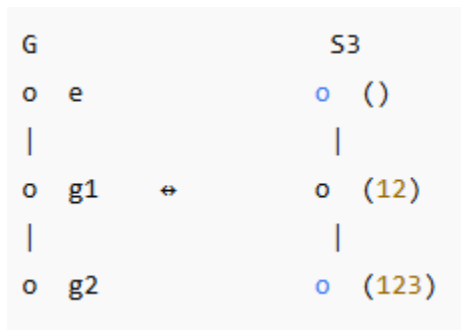 G S3
o e o ()
| |
o g1 ⇔ o (12)
| |
o g2 o (123)